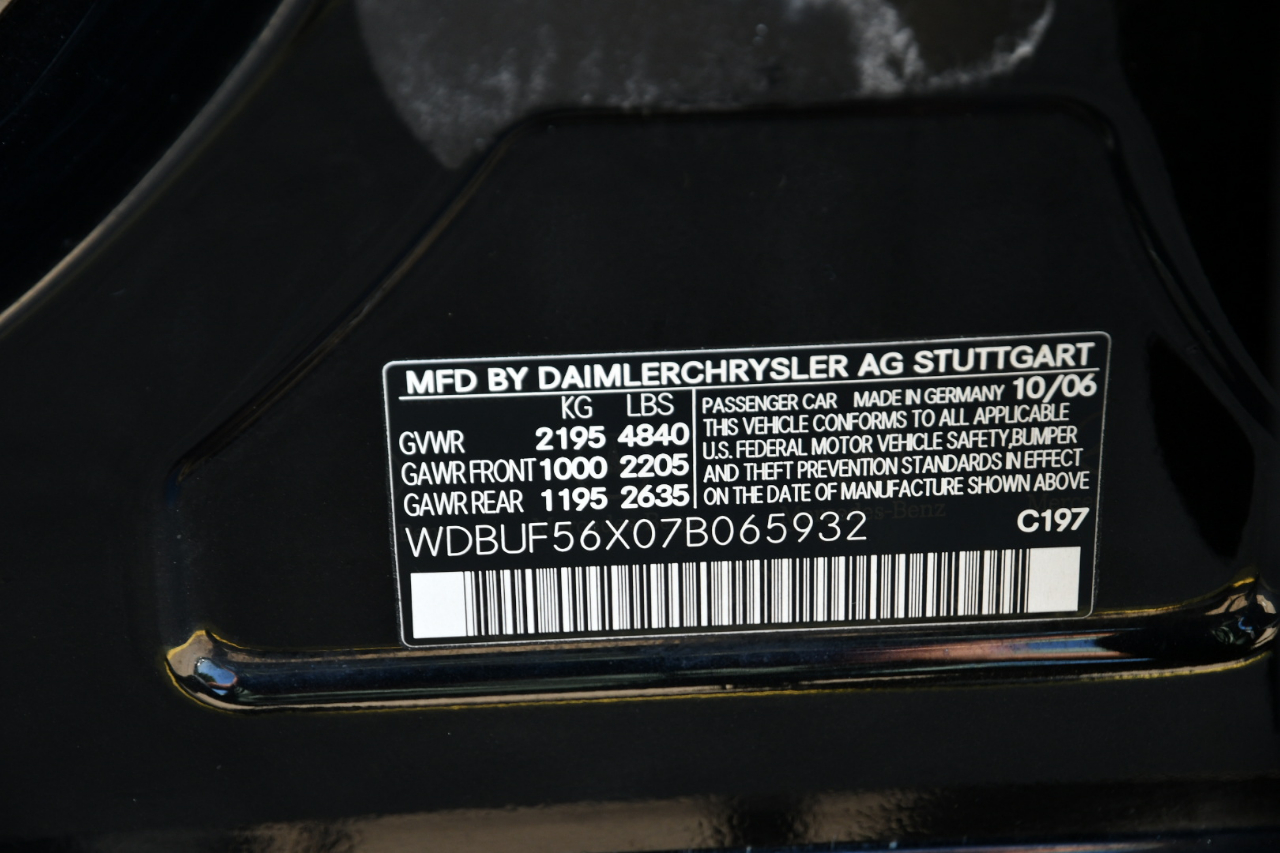 MFD BY DAIMLERCHRYSLER AG STUTTGART
KG LBS
GVWR 2195 4840
GAWR FRONT 1000 2205
GAWR REAR 1195 2635
PASSENGER CAR MADE IN GERMANY 10/06
THIS VEHICLE CONFORMS TO ALL APPLICABLE
U.S. FEDERAL MOTOR VEHICLE SAFETY,BUMPER
AND THEFT PREVENTION STANDARDS IN EFFECT
ON THE DATE OF MANUFACTURE SHOWN ABOVE
WDBUF56X07B065932
C197